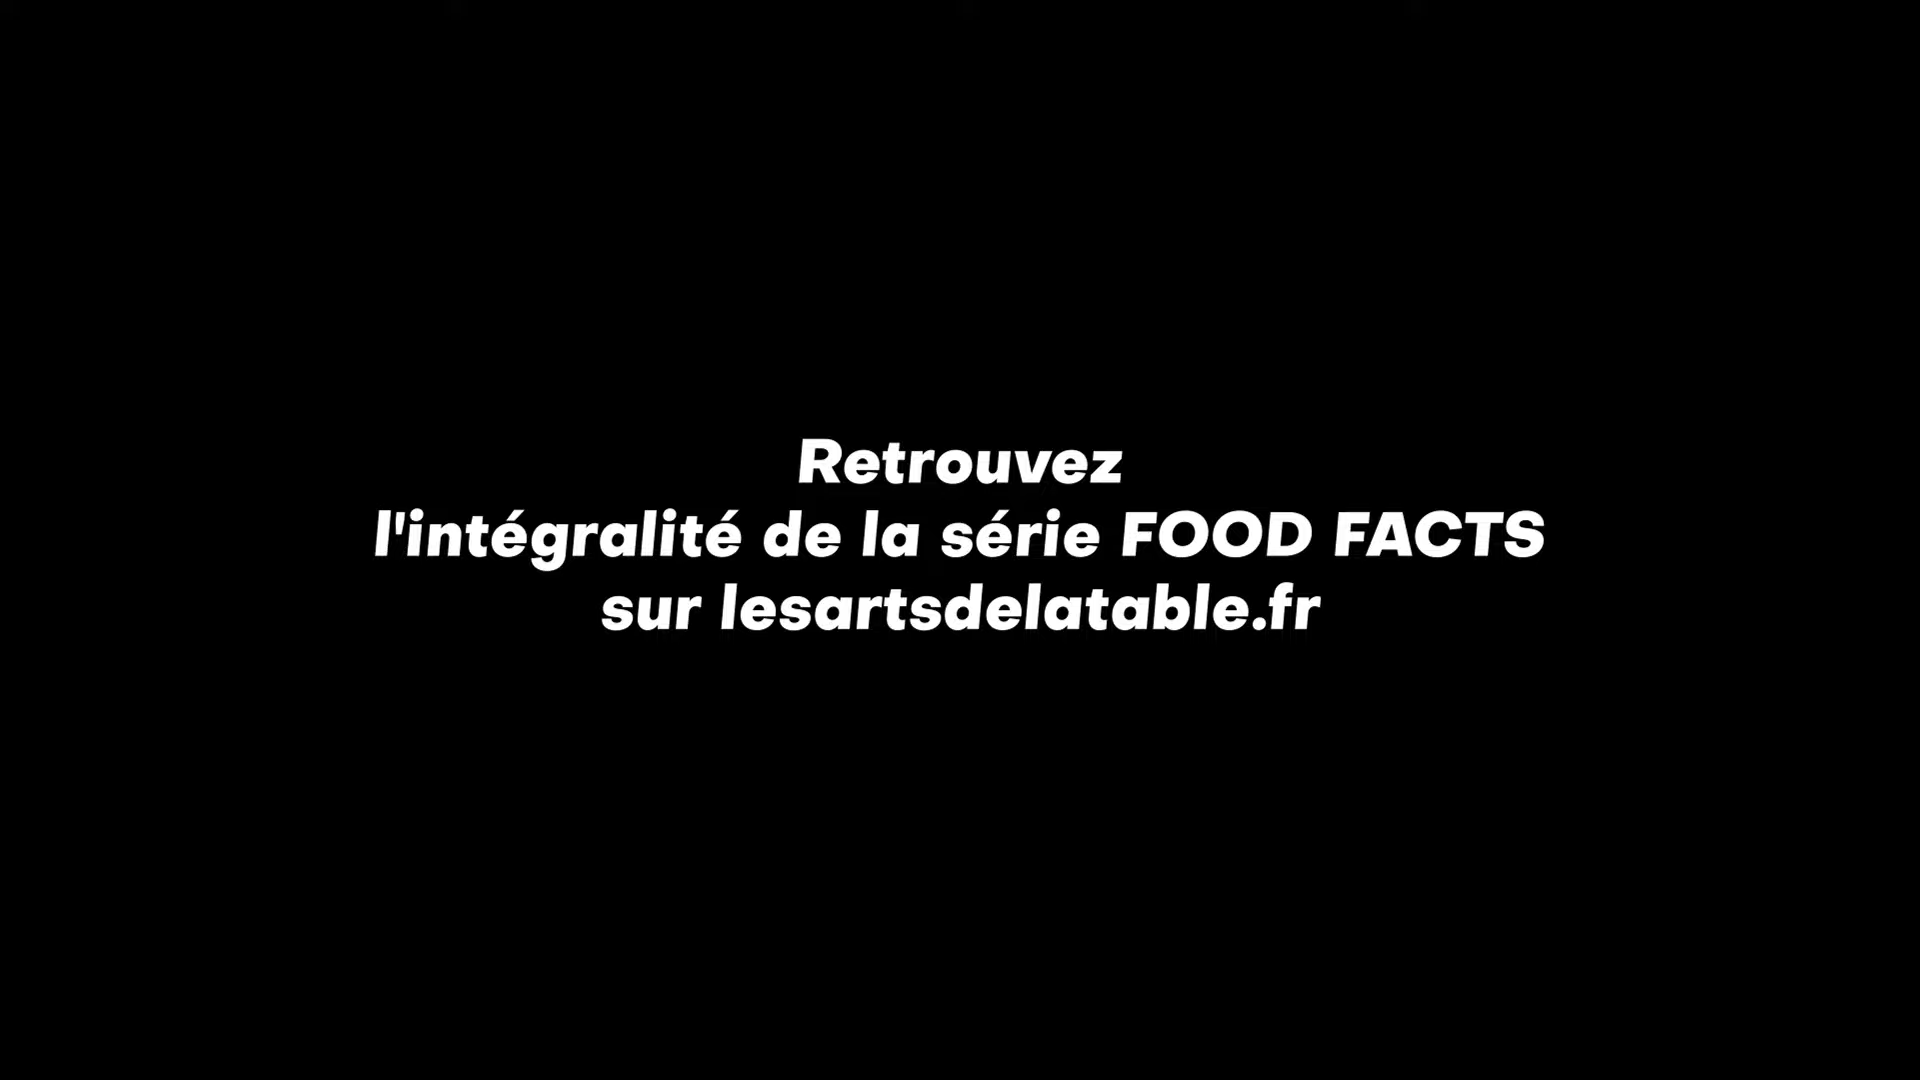 Retrouvez
l'intégralité de la série FOOD FACTS
sur lesartsdelatable.fr